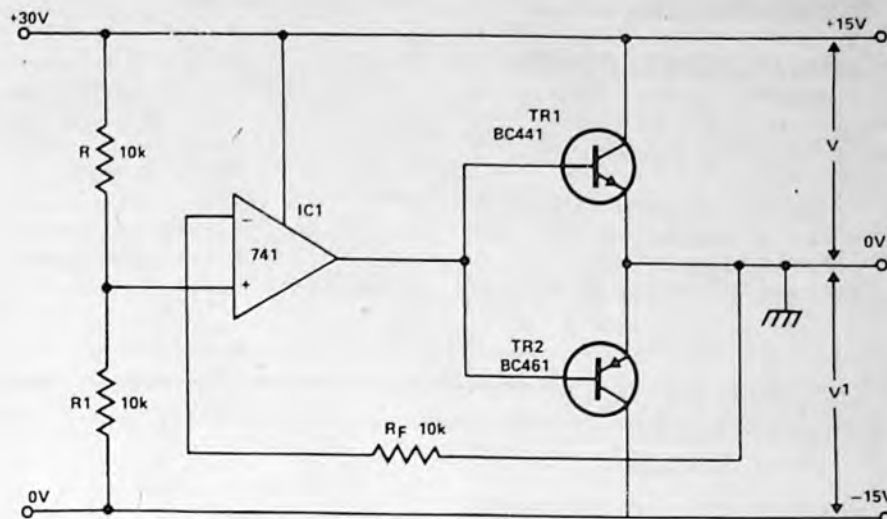 +30V
+15V
TR1
BC441
R 10k
V
IC1
−
741
+
0V
TR2
BC461
R1 10k
V1
RF 10k
0V
−15V